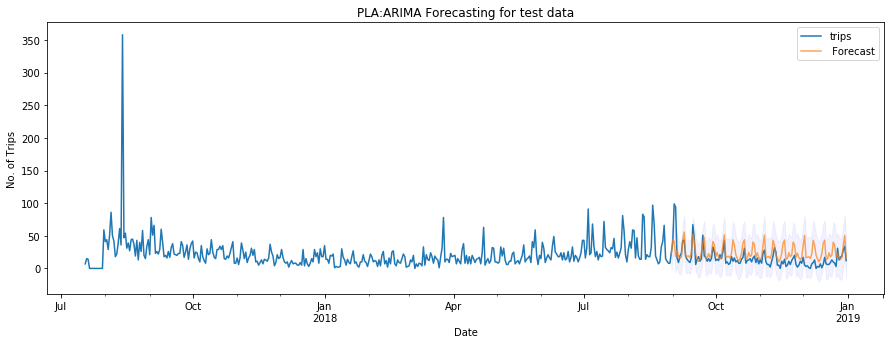 PLA:ARIMA Forecasting for test data
trips
Forecast
No. of Trips
350
300
250
200
150
100
50
0
Jul
Oct
Jan
2018
Jul
Oct
Jan
2019
Apr
Date